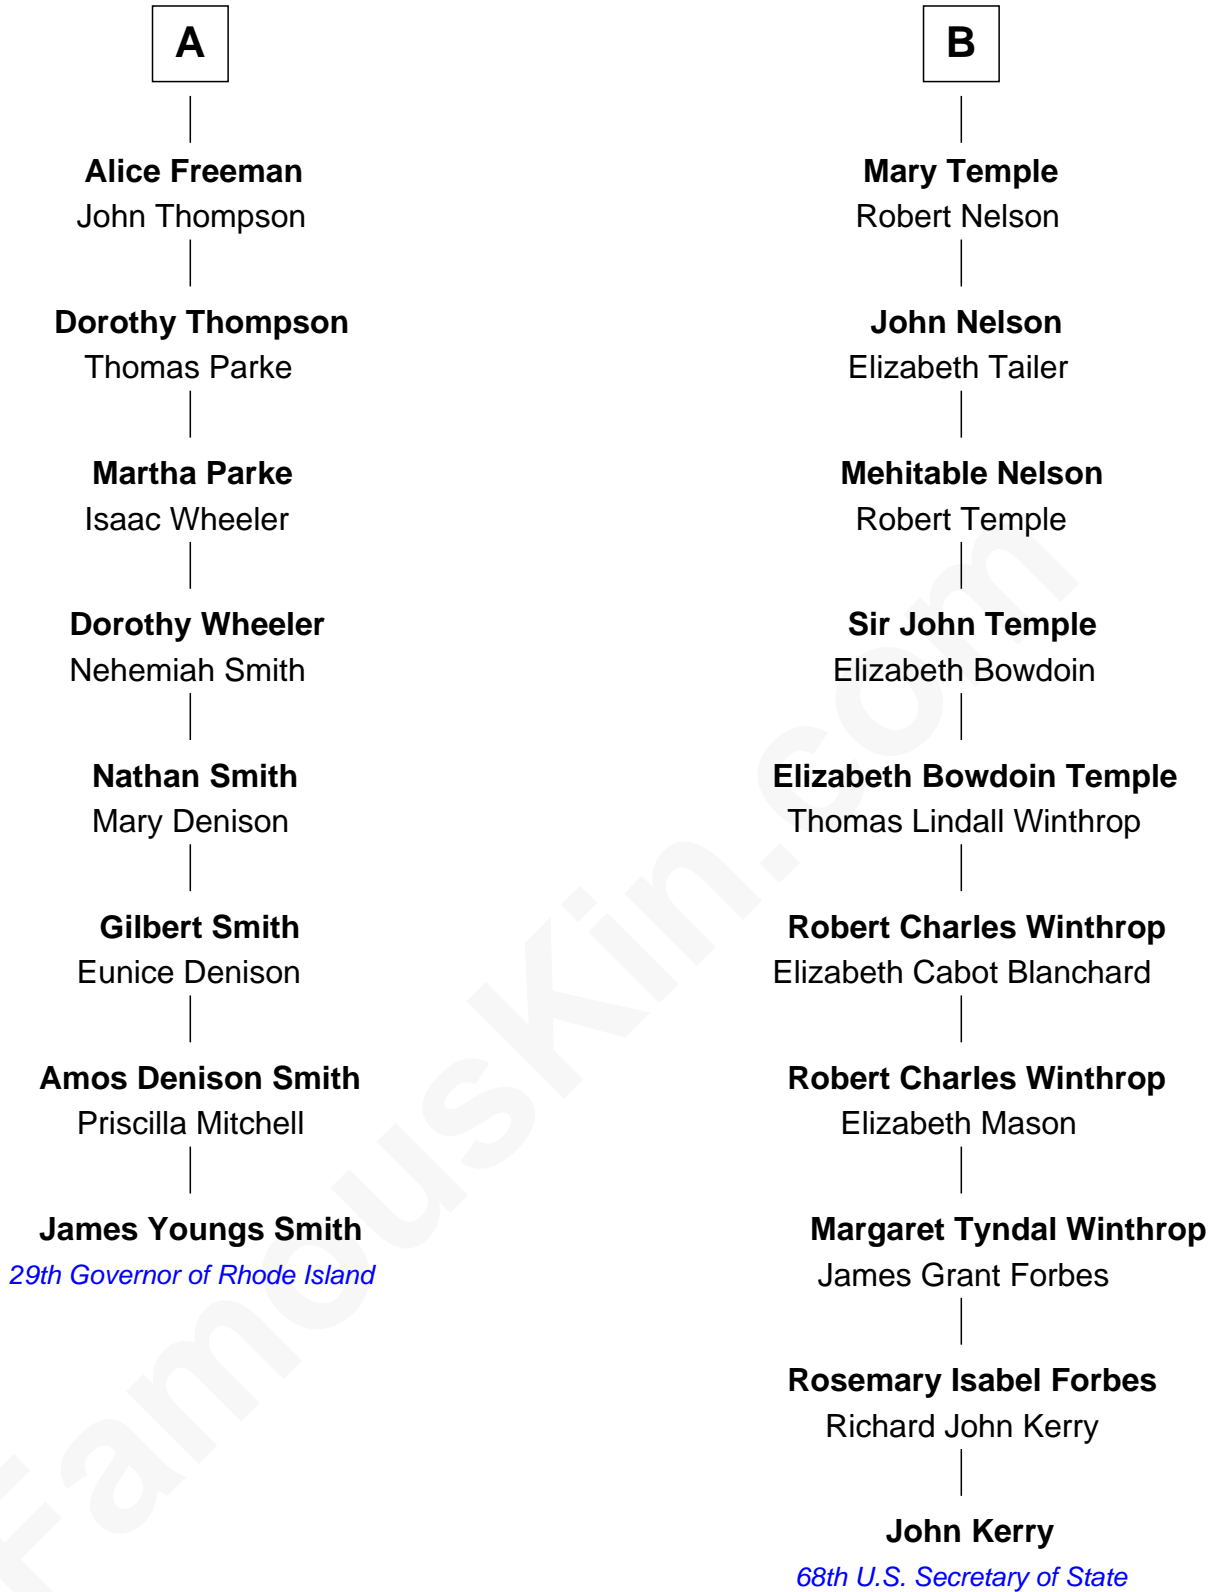 A
Alice Freeman
John Thompson
Dorothy Thompson
Thomas Parke
Martha Parke
Isaac Wheeler
Dorothy Wheeler
Nehemiah Smith
Nathan Smith
Mary Denison
Gilbert Smith
Eunice Denison
Amos Denison Smith
Priscilla Mitchell
James Youngs Smith
29th Governor of Rhode Island
B
Mary Temple
Robert Nelson
John Nelson
Elizabeth Tailer
Mehitable Nelson
Robert Temple
Sir John Temple
Elizabeth Bowdoin
Elizabeth Bowdoin Temple
Thomas Lindall Winthrop
Robert Charles Winthrop
Elizabeth Cabot Blanchard
Robert Charles Winthrop
Elizabeth Mason
Margaret Tyndal Winthrop
James Grant Forbes
Rosemary Isabel Forbes
Richard John Kerry
John Kerry
68th U.S. Secretary of State
FamousKin.com